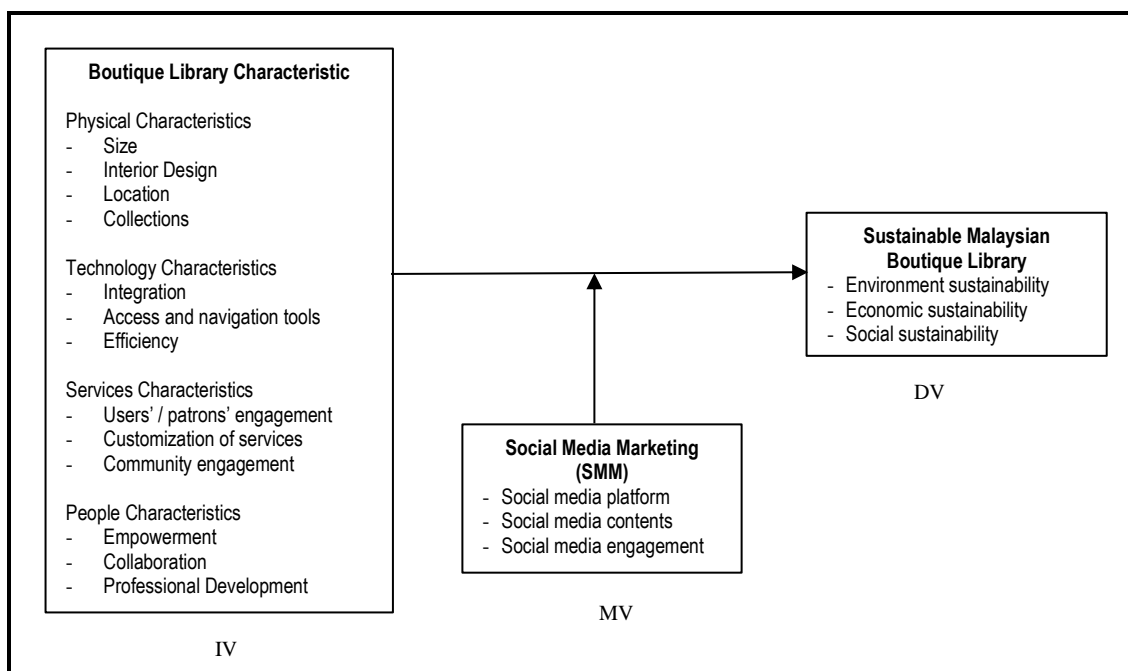 Boutique Library Characteristic
Physical Characteristics
- Size
- Interior Design
- Location
- Collections
Technology Characteristics
- Integration
- Access and navigation tools
- Efficiency
Services Characteristics
- Users' / patrons' engagement
- Customization of services
- Community engagement
People Characteristics
- Empowerment
- Collaboration
- Professional Development
IV
Social Media Marketing
(SMM)
- Social media platform
- Social media contents
- Social media engagement
MV
Sustainable Malaysian
Boutique Library
- Environment sustainability
- Economic sustainability
- Social sustainability
DV